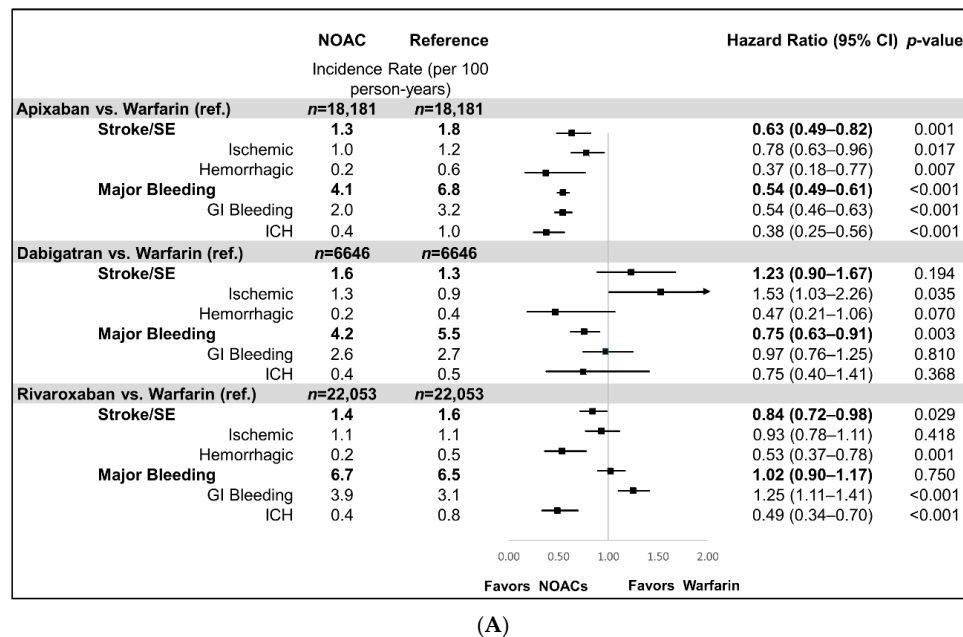 NOAC Reference Hazard Ratio (95% CI) p-value
Incidence Rate (per 100
person-years)
Apixaban vs. Warfarin (ref.) n=18,181 n=18,181
Stroke/SE 1.3 1.8 0.63 (0.49–0.82) 0.001
Ischemic 1.0 1.2 0.78 (0.63–0.96) 0.017
Hemorrhagic 0.2 0.6 0.37 (0.18-0.77) 0.007
Major Bleeding 4.1 6.8 0.54 (0.49–0.61) <0.001
GI Bleeding 2.0 3.2 0.54 (0.46–0.63) <0.001
ICH 0.4 1.0 0.38 (0.25–0.56) <0.001
Dabigatran vs. Warfarin (ref.) n=6646 n=6646
Stroke/SE 1.6 1.3 1.23 (0.90–1.67) 0.194
Ischemic 1.3 0.9 1.53 (1.03–2.26) 0.035
Hemorrhagic 0.2 0.4 0.47 (0.21–1.06) 0.070
Major Bleeding 4.2 5.5 0.75 (0.63–0.91) 0.003
GI Bleeding 2.6 2.7 0.97 (0.76–1.25) 0.810
ICH 0.4 0.5 0.75 (0.40–1.41) 0.368
Rivaroxaban vs. Warfarin (ref.) n=22,053 n=22,053
Stroke/SE 1.4 1.6 0.84 (0.72–0.98) 0.029
Ischemic 1.1 1.1 0.93 (0.78–1.11) 0.418
Hemorrhagic 0.2 0.5 0.53 (0.37–0.78) 0.001
Major Bleeding 6.7 6.5 1.02 (0.90–1.17) 0.750
GI Bleeding 3.9 3.1 1.25 (1.11–1.41) <0.001
ICH 0.4 0.8 0.49 (0.34–0.70) <0.001
0.00 0.50 1.00 1.50 2.00
Favors NOACs Favors Warfarin
(A)